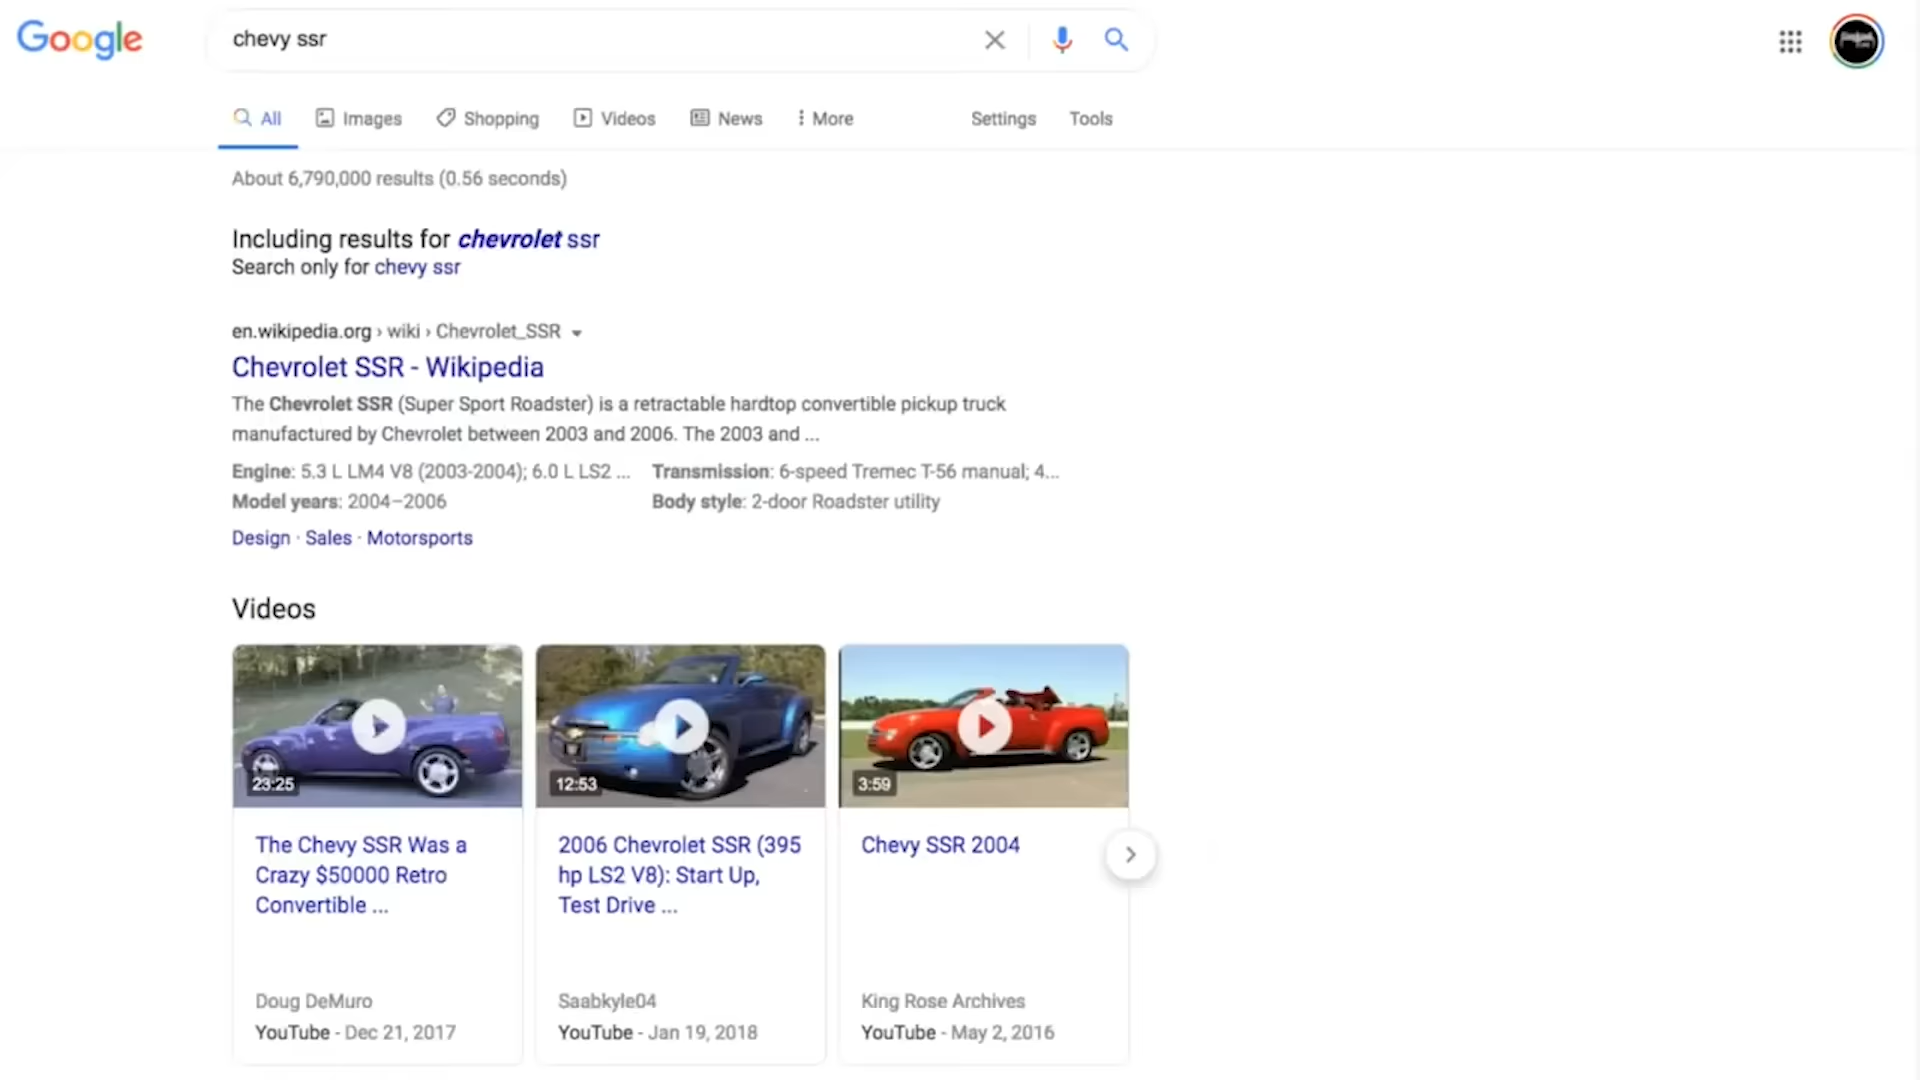 Google
chevy ssr
All Images Shopping Videos News More Settings Tools
About 6,790,000 results (0.56 seconds)
Including results for chevrolet ssr
Search only for chevy ssr
en.wikipedia.org › wiki › Chevrolet_SSR
Chevrolet SSR - Wikipedia
The Chevrolet SSR (Super Sport Roadster) is a retractable hardtop convertible pickup truck
manufactured by Chevrolet between 2003 and 2006. The 2003 and ...
Engine: 5.3 L LM4 V8 (2003-2004); 6.0 L LS2 ... Transmission: 6-speed Tremec T-56 manual; 4...
Model years: 2004–2006 Body style: 2-door Roadster utility
Design · Sales · Motorsports
Videos
23:25
12:53
3:59
The Chevy SSR Was a
Crazy $50000 Retro
Convertible ...
Doug DeMuro
YouTube - Dec 21, 2017
2006 Chevrolet SSR (395
hp LS2 V8): Start Up,
Test Drive ...
Saabkyle04
YouTube - Jan 19, 2018
Chevy SSR 2004
King Rose Archives
YouTube - May 2, 2016